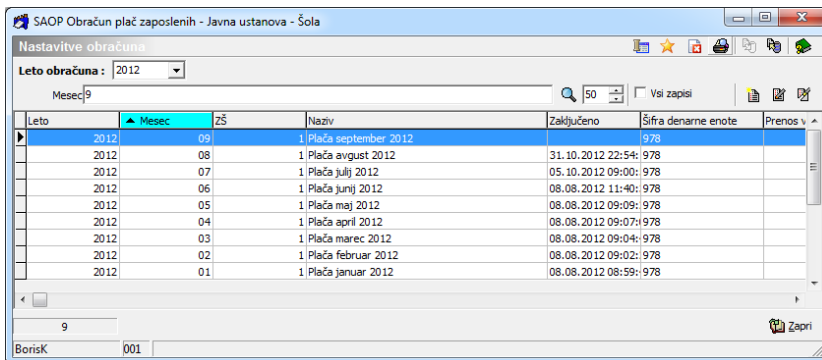 SAOP Obračun plač zaposlenih - Javna ustanova - Šola
Nastavitve obračuna
Leto obračuna : 2012
Mesec 9 50 Vsi zapisi
Leto Mesec ZŠ Naziv Zaključeno Šifra denarne enote Prenos v
2012 09 1 Plača september 2012 978
2012 08 1 Plača avgust 2012 31.10.2012 22:54: 978
2012 07 1 Plača julij 2012 05.10.2012 09:00: 978
2012 06 1 Plača junij 2012 08.08.2012 11:40: 978
2012 05 1 Plača maj 2012 08.08.2012 09:09: 978
2012 04 1 Plača april 2012 08.08.2012 09:07: 978
2012 03 1 Plača marec 2012 08.08.2012 09:04: 978
2012 02 1 Plača februar 2012 08.08.2012 09:02: 978
2012 01 1 Plača januar 2012 08.08.2012 08:59: 978
9 Zapri
BorisK 001